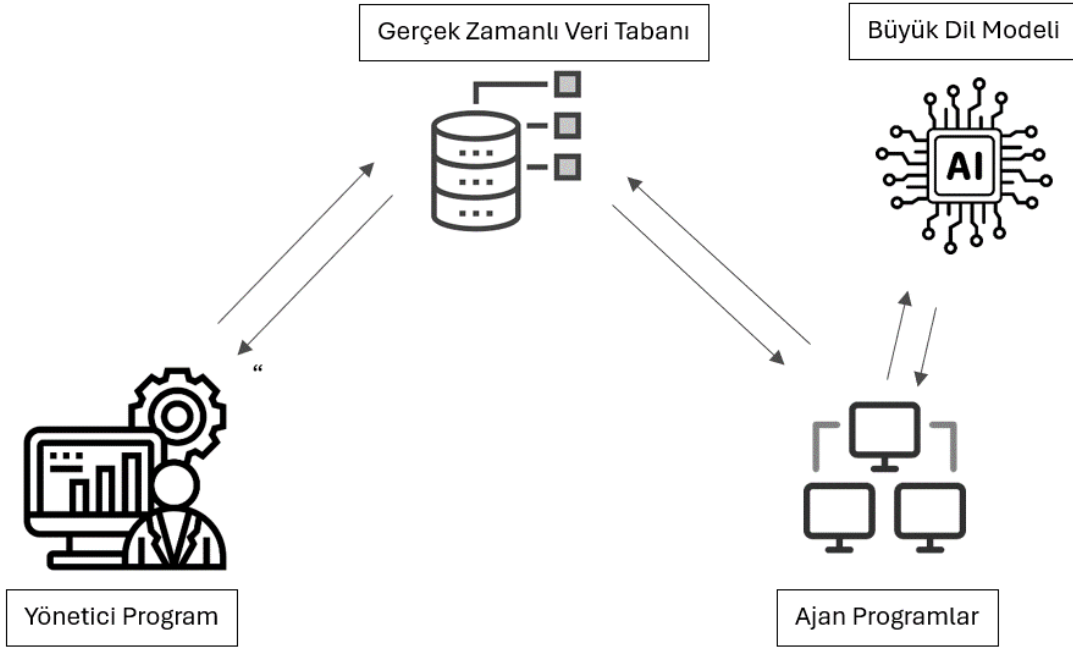 Gerçek Zamanlı Veri Tabanı
Büyük Dil Modeli
AI
“
Yönetici Program
Ajan Programlar